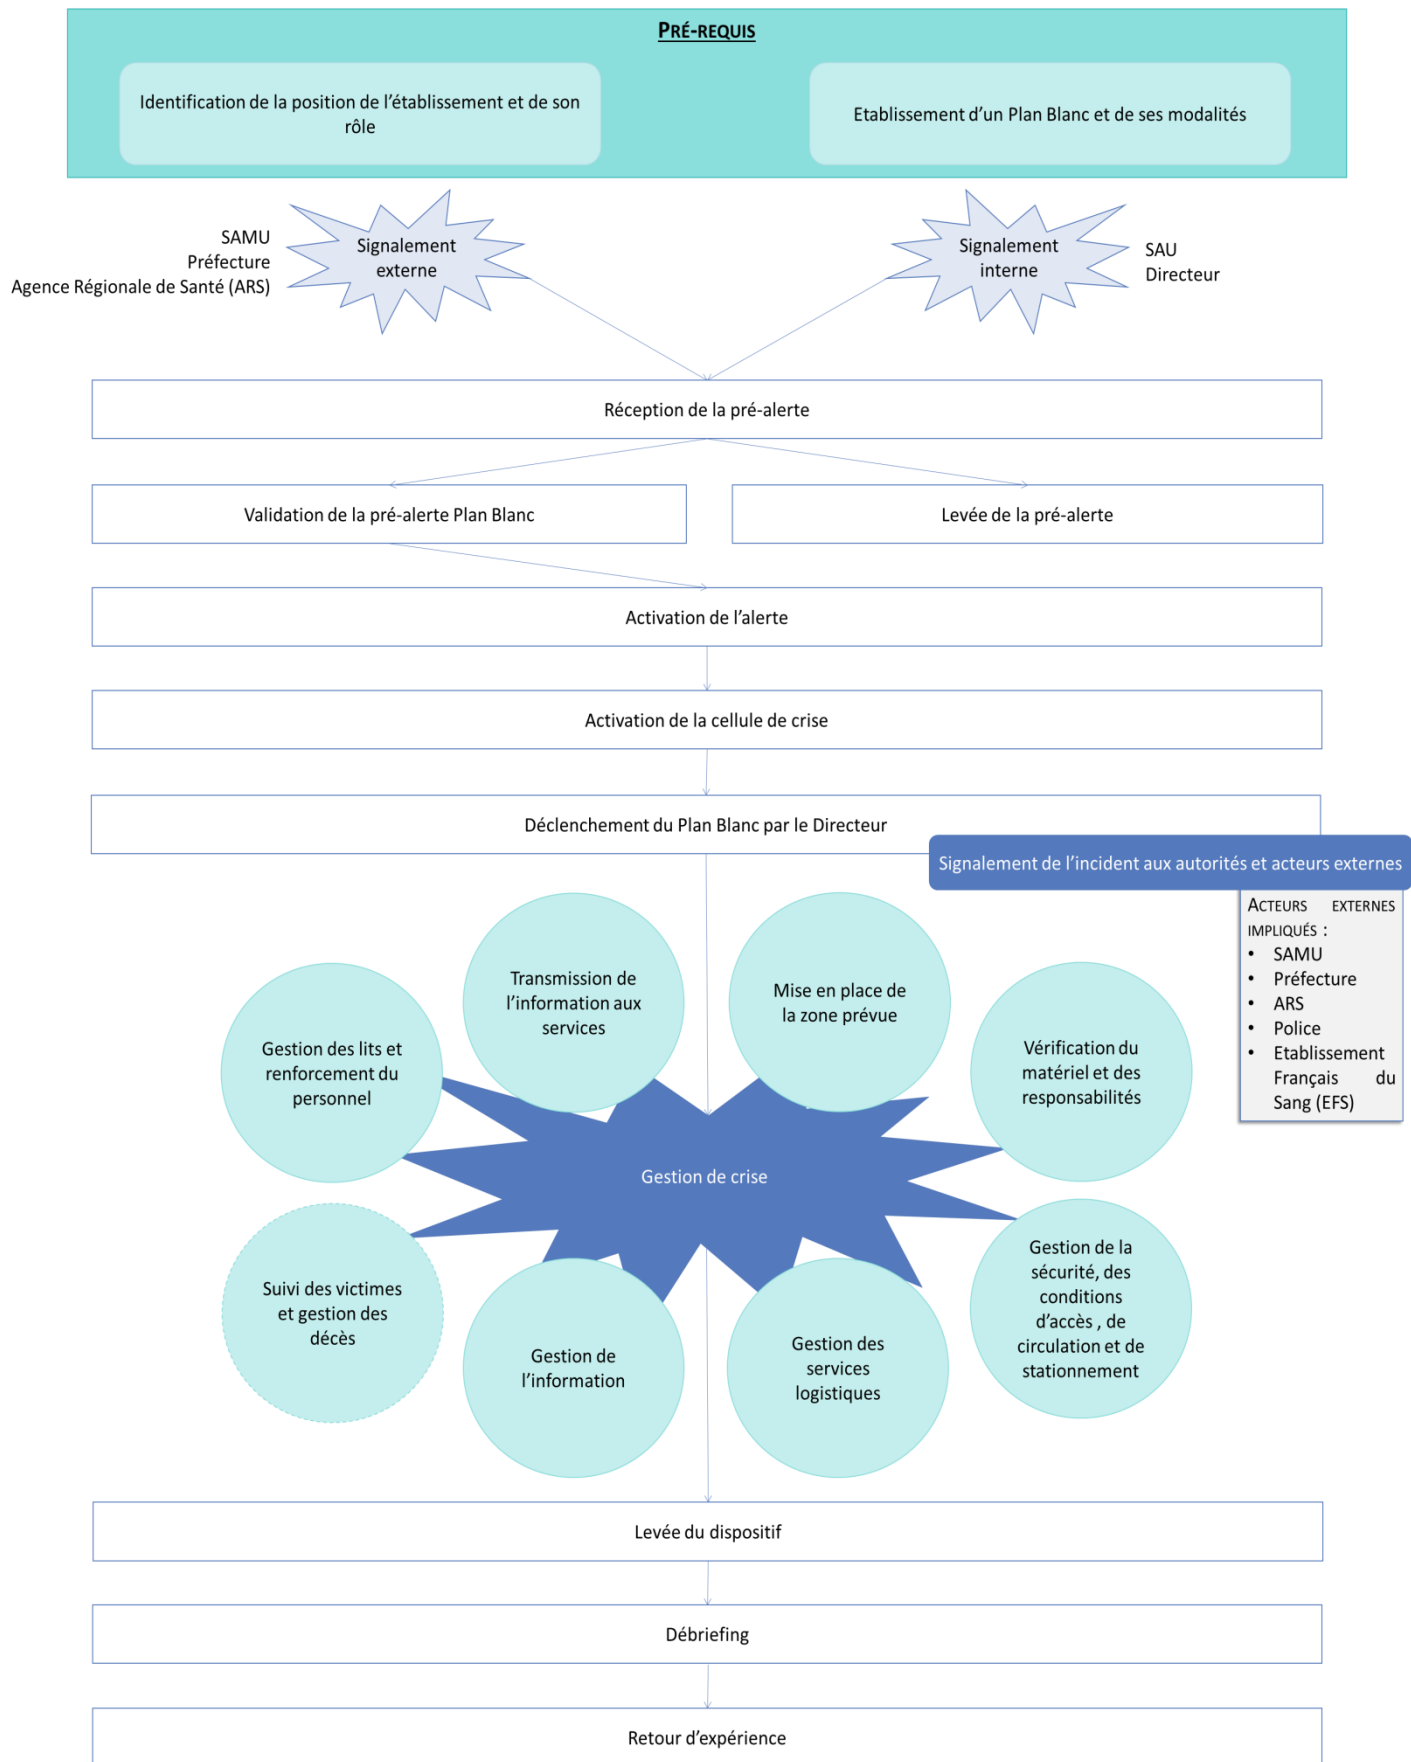 PRÉ-REQUIS
Identification de la position de l’établissement et de son
rôle
Etablissement d’un Plan Blanc et de ses modalités
SAMU
Préfecture
Agence Régionale de Santé (ARS)
Signalement
externe
Signalement
interne
SAU
Directeur
Réception de la pré-alerte
Validation de la pré-alerte Plan Blanc
Levée de la pré-alerte
Activation de l’alerte
Activation de la cellule de crise
Déclenchement du Plan Blanc par le Directeur
Signalement de l’incident aux autorités et acteurs externes
ACTEURS EXTERNES
IMPLIQUÉS :
• SAMU
• Préfecture
• ARS
• Police
• Etablissement
Français du
Sang (EFS)
Transmission de
l’information aux
services
Mise en place de
la zone prévue
Gestion des lits et
renforcement du
personnel
Vérification du
matériel et des
responsabilités
Gestion de crise
Suivi des victimes
et gestion des
décès
Gestion de
l’information
Gestion des
services
logistiques
Gestion de la
sécurité, des
conditions
d’accès , de
circulation et de
stationnement
Levée du dispositif
Débriefing
Retour d’expérience